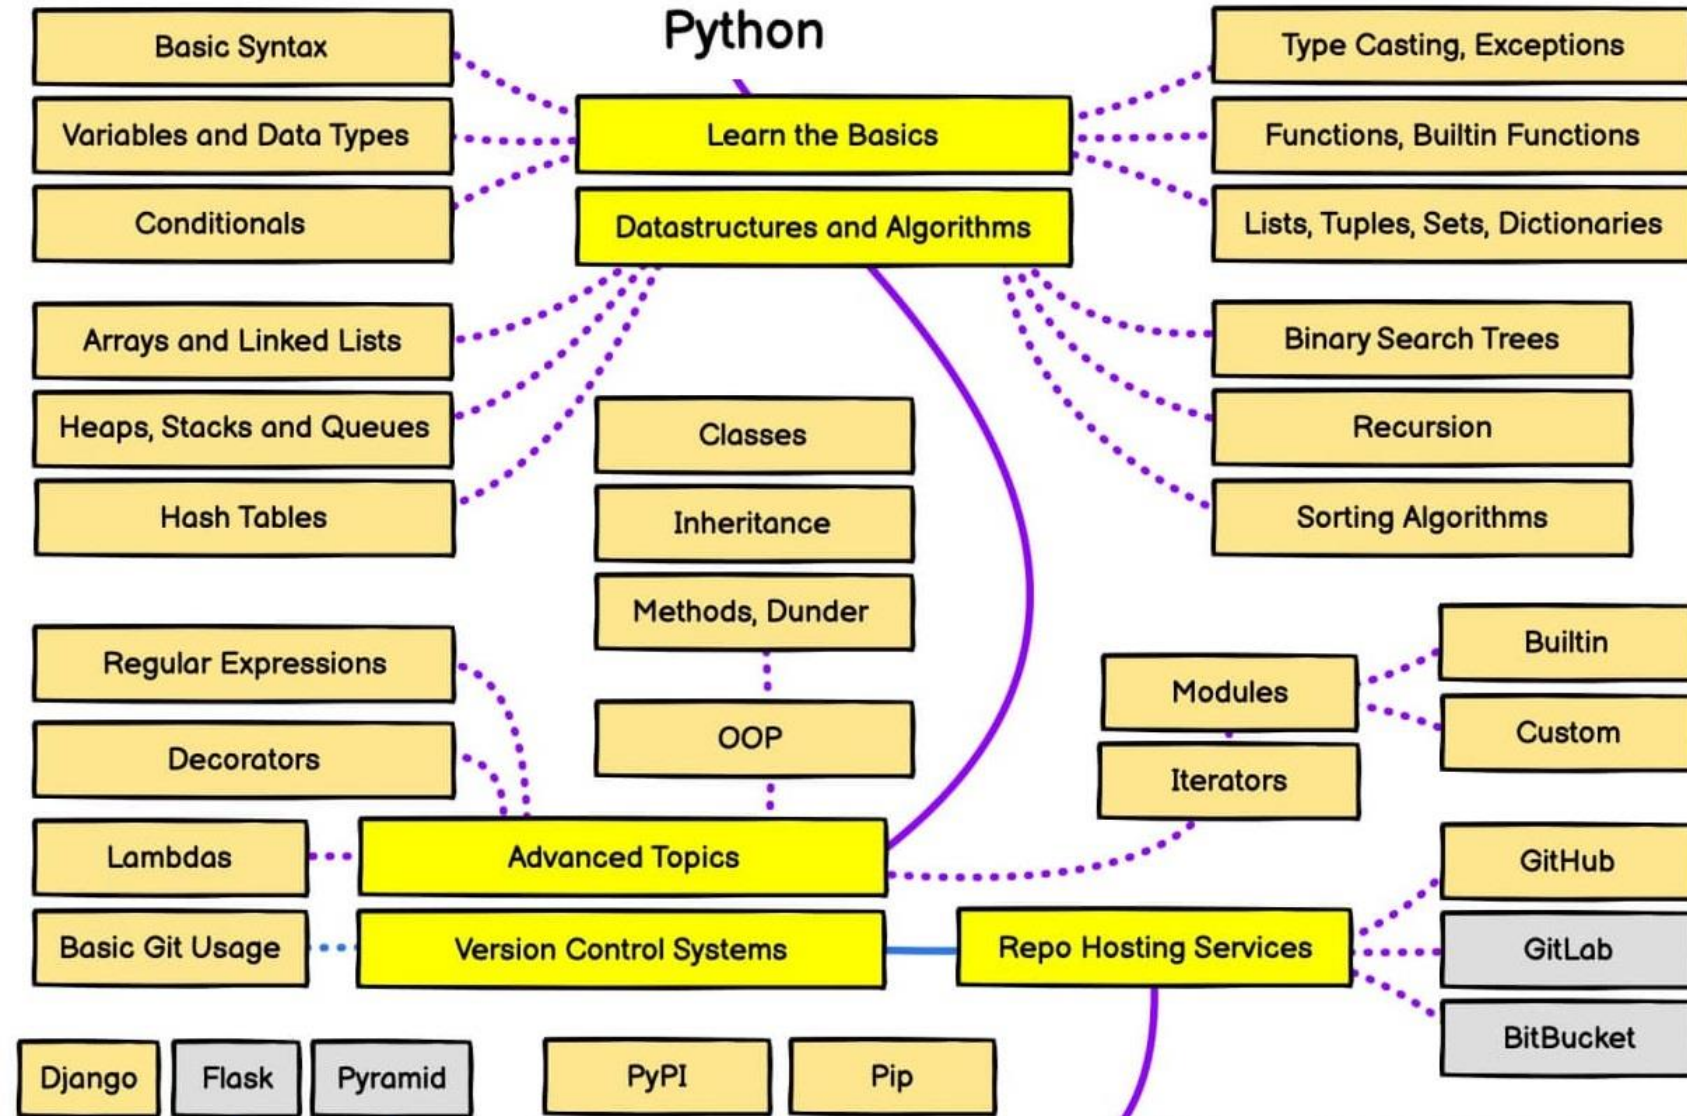 Python
Basic Syntax
Learn the Basics
Type Casting, Exceptions
Variables and Data Types
Functions, Builtin Functions
Conditionals
Datastructures and Algorithms
Lists, Tuples, Sets, Dictionaries
Arrays and Linked Lists
Binary Search Trees
Heaps, Stacks and Queues
Classes
Recursion
Hash Tables
Inheritance
Sorting Algorithms
Methods, Dunder
Regular Expressions
Modules
Builtin
Decorators
OOP
Iterators
Custom
Lambdas
Advanced Topics
GitHub
Basic Git Usage
Version Control Systems
Repo Hosting Services
GitLab
BitBucket
Django
Flask
Pyramid
PyPI
Pip